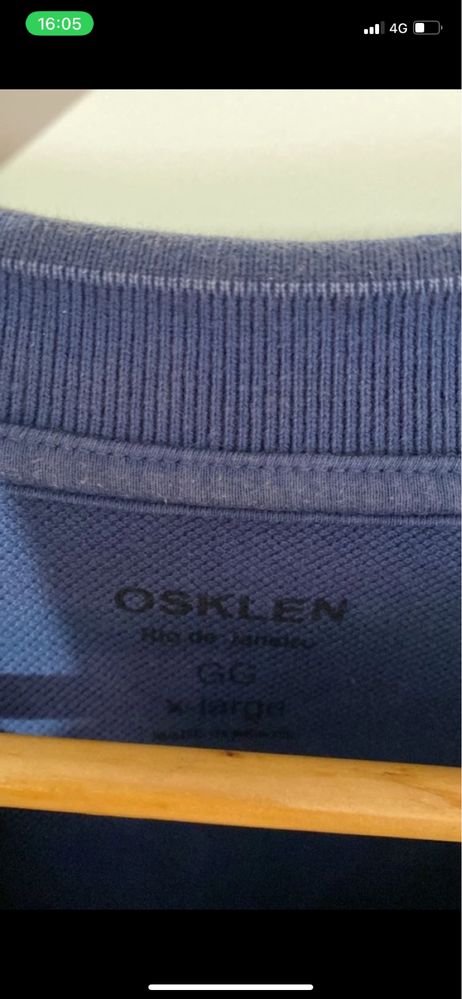 16:05
4G
OSKLEN
Rio de Janeiro
GG
x-large